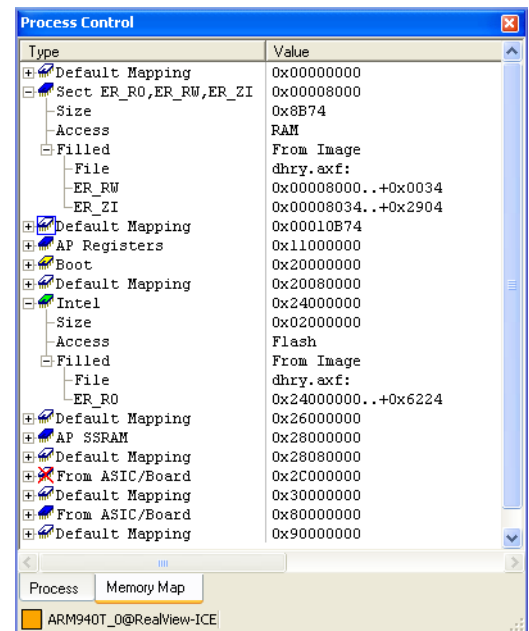 Process Control
Type Value
Default Mapping 0x00000000
Sect ER_RO,ER_RW,ER_ZI 0x00008000
Size 0x8B74
Access RAM
Filled From Image
File dhry.axf:
ER_RW 0x00008000..+0x0034
ER_ZI 0x00008034..+0x2904
Default Mapping 0x00010B74
AP Registers 0x11000000
Boot 0x20000000
Default Mapping 0x20080000
Intel 0x24000000
Size 0x02000000
Access Flash
Filled From Image
File dhry.axf:
ER_RO 0x24000000..+0x6224
Default Mapping 0x26000000
AP SSRAM 0x28000000
Default Mapping 0x28080000
From ASIC/Board 0x2C000000
Default Mapping 0x30000000
From ASIC/Board 0x80000000
Default Mapping 0x90000000
Process Memory Map
ARM940T_0@RealView-ICE